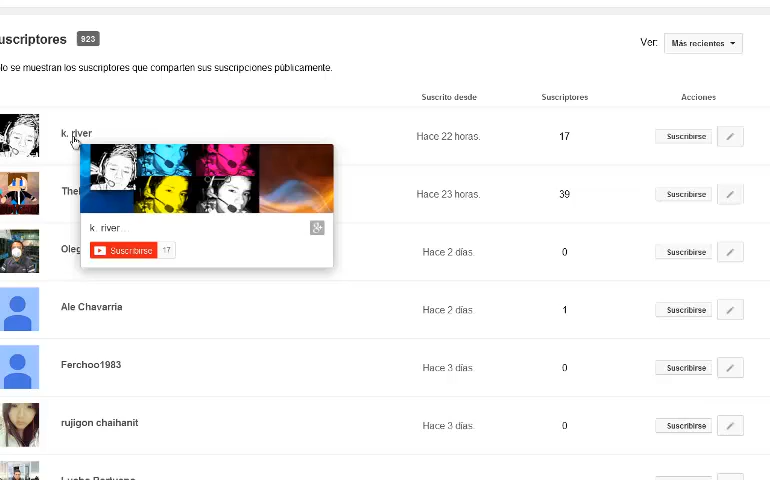 uscriptores 923
Ver: Más recientes
lo se muestran los suscriptores que comparten sus suscripciones públicamente.
Suscrito desde Suscriptores Acciones
k. river Hace 22 horas. 17 Suscribirse
Hace 23 horas. 39 Suscribirse
k. river…
Suscribirse 17
Oleg Hace 2 días. 0 Suscribirse
Ale Chavarria Hace 2 días. 1 Suscribirse
Ferchoo1983 Hace 3 días. 0 Suscribirse
rujigon chaihanit Hace 3 días. 0 Suscribirse